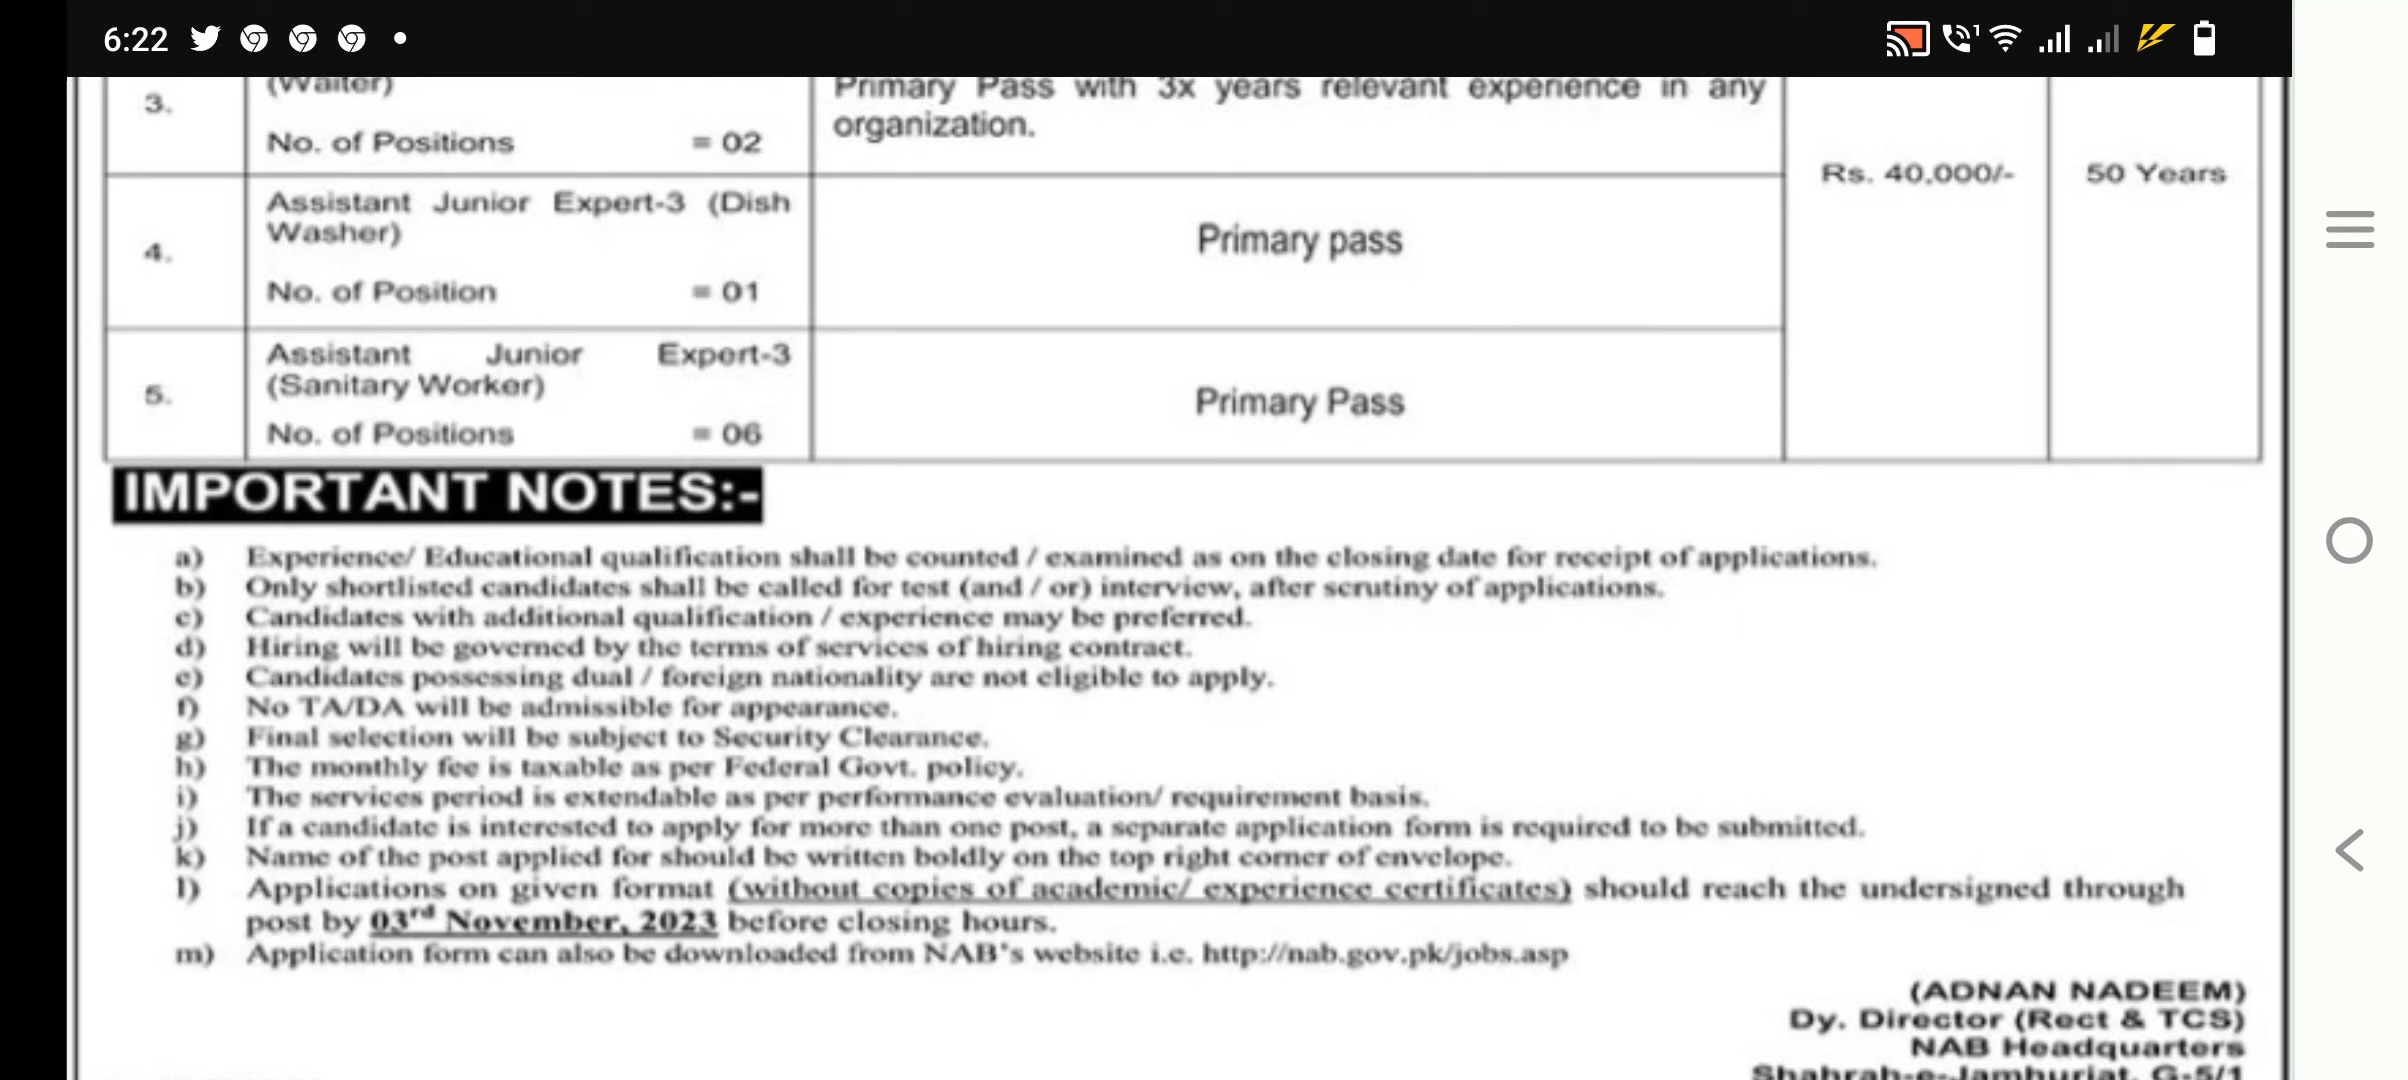 6:22
(Waiter)
Primary Pass with 3x years relevant experience in any
3.
organization.
No. of Positions = 02
Rs. 40,000/-
50 Years
Assistant Junior Expert-3 (Dish
Washer)
4.
Primary pass
No. of Position = 01
Assistant Junior Expert-3
(Sanitary Worker)
5.
Primary Pass
No. of Positions = 06
IMPORTANT NOTES:-
a) Experience/ Educational qualification shall be counted / examined as on the closing date for receipt of applications.
b) Only shortlisted candidates shall be called for test (and / or) interview, after scrutiny of applications.
c) Candidates with additional qualification / experience may be preferred.
d) Hiring will be governed by the terms of services of hiring contract.
e) Candidates possessing dual / foreign nationality are not eligible to apply.
f) No TA/DA will be admissible for appearance.
g) Final selection will be subject to Security Clearance.
h) The monthly fee is taxable as per Federal Govt. policy.
i) The services period is extendable as per performance evaluation/ requirement basis.
j) If a candidate is interested to apply for more than one post, a separate application form is required to be submitted.
k) Name of the post applied for should be written boldly on the top right corner of envelope.
l) Applications on given format (without copies of academic/ experience certificates) should reach the undersigned through
post by 03rd November, 2023 before closing hours.
m) Application form can also be downloaded from NAB's website i.e. http://nab.gov.pk/jobs.asp
(ADNAN NADEEM)
Dy. Director (Rect & TCS)
NAB Headquarters
Shahrah-e-Jamhuriat, G-5/1